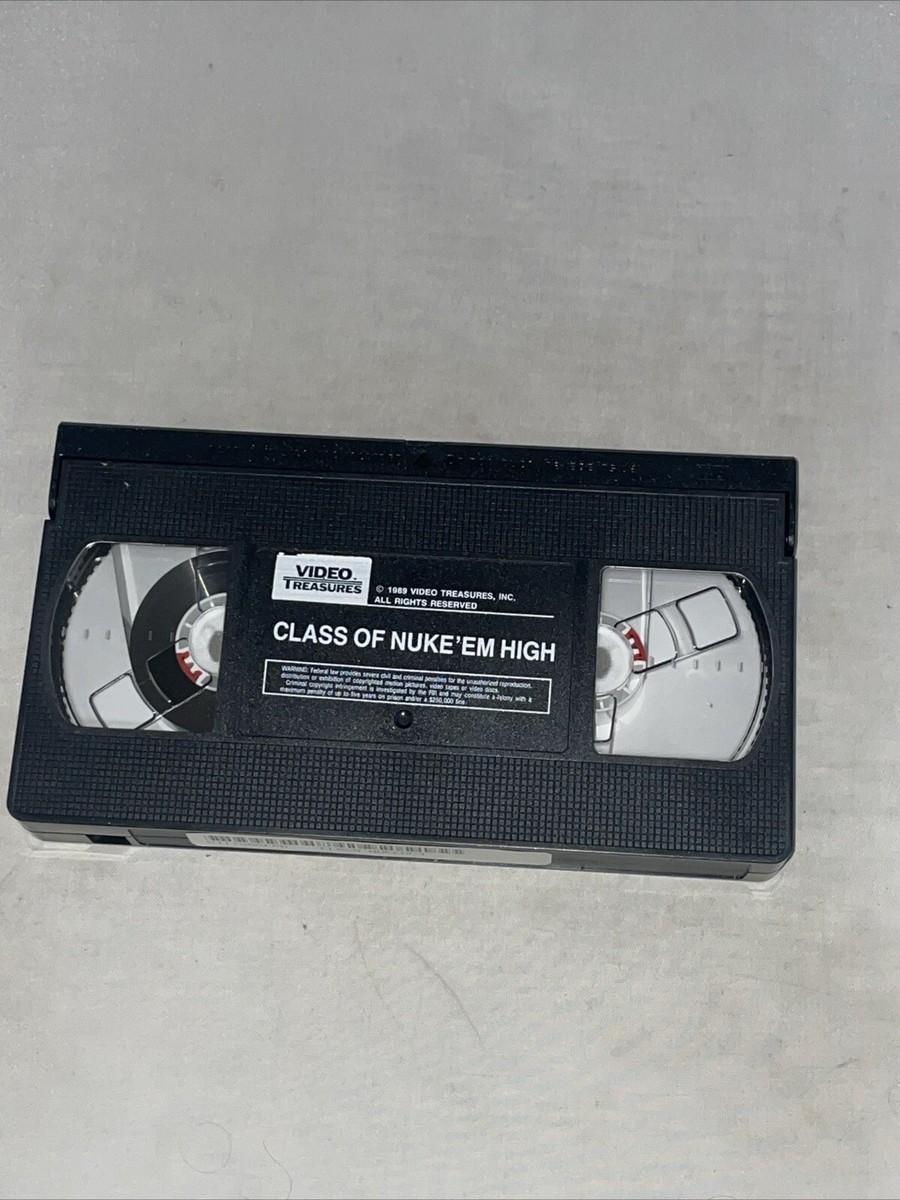 VIDEO
TREASURES
© 1989 VIDEO TREASURES, INC.
ALL RIGHTS RESERVED
CLASS OF NUKE'EM HIGH
WARNING: Federal law provides severe civil and criminal penalties for the unauthorized reproduction,
distribution or exhibition of copyrighted motion pictures, video tapes or video discs.
Criminal copyright infringement is investigated by the FBI and may constitute a felony with a
maximum penalty of up to five years on prison and/or a $250,000 fine.